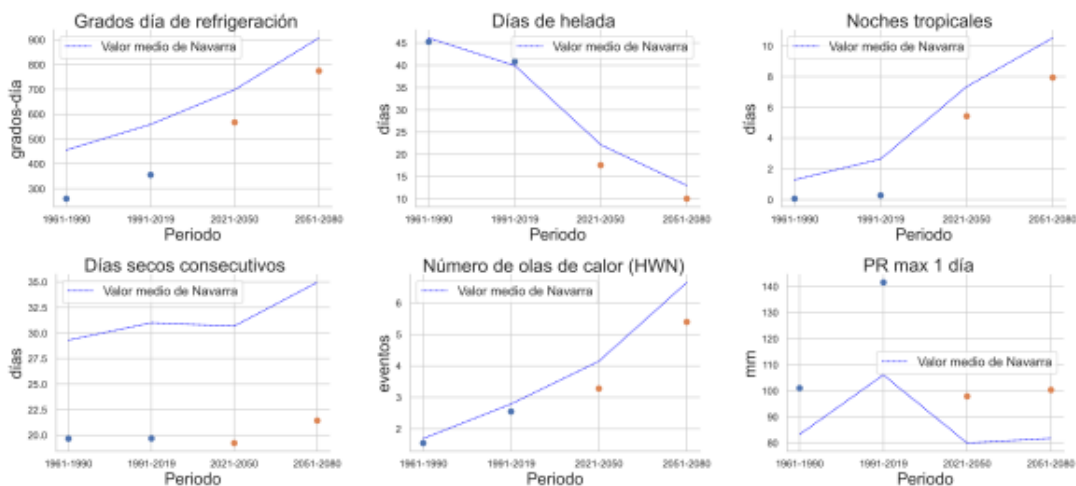 Grados día de refrigeración
Valor medio de Navarra
900
800
700
600
500
400
300
grados-día
1961-1990
1991-2019
2021-2050
2051-2080
Periodo
Días de helada
Valor medio de Navarra
45
40
35
30
25
20
15
10
días
1961-1990
1991-2019
2021-2050
2051-2080
Periodo
Noches tropicales
Valor medio de Navarra
10
8
6
4
2
0
días
1961-1990
1991-2019
2021-2050
2051-2080
Periodo
Días secos consecutivos
Valor medio de Navarra
35.0
32.5
30.0
27.5
25.0
22.5
20.0
días
1961-1990
1991-2019
2021-2050
2051-2080
Periodo
Número de olas de calor (HWN)
Valor medio de Navarra
6
5
4
3
2
eventos
1961-1990
1991-2019
2021-2050
2051-2080
Periodo
PR max 1 día
Valor medio de Navarra
140
130
120
110
100
90
80
mm
1961-1990
1991-2019
2021-2050
2051-2080
Periodo